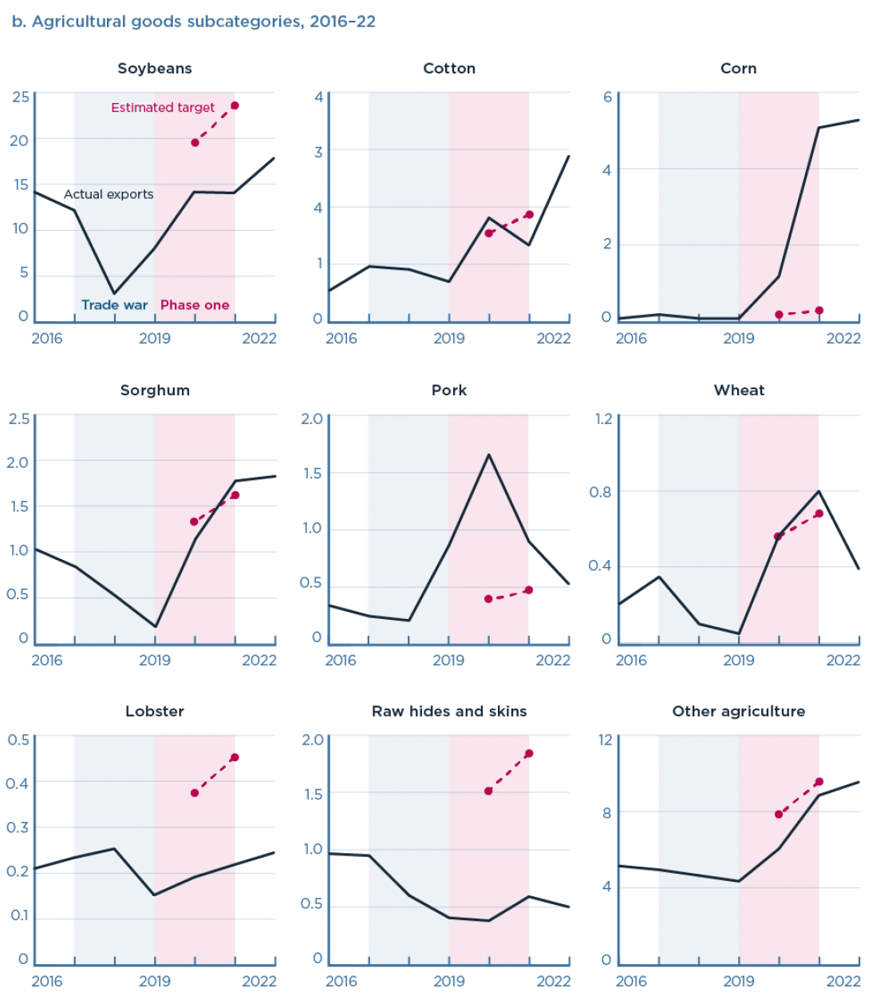 b. Agricultural goods subcategories, 2016–22
Soybeans
25
20
15
10
5
0
Estimated target
Actual exports
Trade war
Phase one
2016 2019 2022
Cotton
4
3
4
1
0
2016 2019 2022
Corn
6
4
2
0
2016 2019 2022
Sorghum
2.5
2.0
1.5
1.0
0.5
0
2016 2019 2022
Pork
2.0
1.5
1.0
0.5
0
2016 2019 2022
Wheat
1.2
0.8
0.4
0
2016 2019 2022
Lobster
0.5
0.4
0.3
0.2
0.1
0
2016 2019 2022
Raw hides and skins
2.0
1.5
1.0
0.5
0
2016 2019 2022
Other agriculture
12
8
4
0
2016 2019 2022